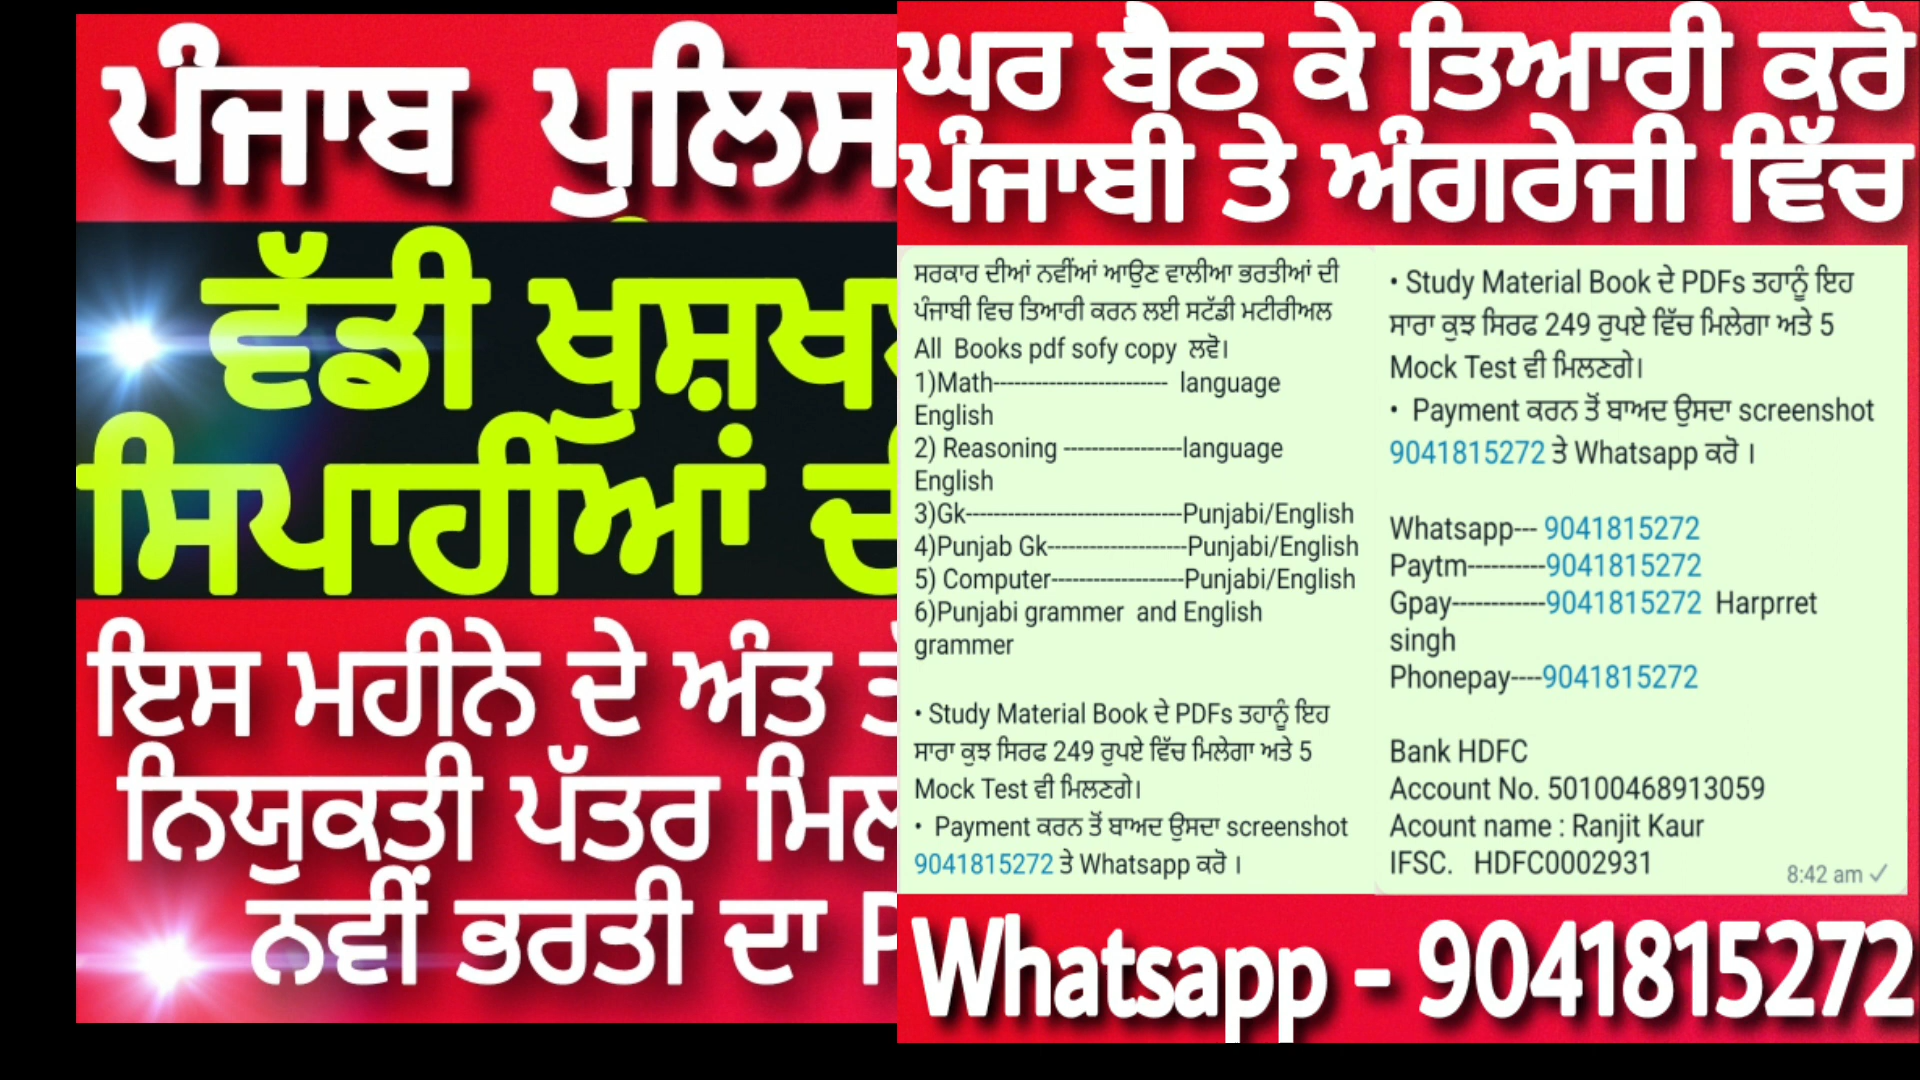 ਪੰਜਾਬ ਪੁਲਿਸ
ਵੱਡੀ
ਸਿਪਾਹੀਆਂ
ਇਸ ਮਹੀਨੇ ਦੇ ਅੰਤ
ਨਿਯੁਕਤੀ ਪੱਤਰ
ਨਵੀਂ ਭਰਤੀ ਦਾ
ਘਰ ਬੈਠ ਕੇ ਤਿਆਰੀ ਕਰੋ
ਪੰਜਾਬੀ ਤੇ ਅੰਗਰੇਜੀ ਵਿੱਚ
ਸਰਕਾਰ ਦੀਆਂ ਨਵੀਂਆਂ ਆਉਣ ਵਾਲੀਆ ਭਰਤੀਆਂ ਦੀ
ਪੰਜਾਬੀ ਵਿਚ ਤਿਆਰੀ ਕਰਨ ਲਈ ਸਟੱਡੀ ਮਟੀਰੀਅਲ
All Books pdf sofy copy ਲਵੋ।
1)Math------------------------- language
English
2) Reasoning -----------------language
English
3)Gk-------------------------------Punjabi/English
4)Punjab Gk--------------------Punjabi/English
5) Computer-------------------Punjabi/English
6)Punjabi grammer and English
grammer
• Study Material Book ਦੇ PDFs ਤਹਾਨੂੰ ਇਹ
ਸਾਰਾ ਕੁਝ ਸਿਰਫ 249 ਰੁਪਏ ਵਿੱਚ ਮਿਲੇਗਾ ਅਤੇ 5
Mock Test ਵੀ ਮਿਲਣਗੇ।
• Payment ਕਰਨ ਤੋਂ ਬਾਅਦ ਉਸਦਾ screenshot
9041815272 ਤੇ Whatsapp ਕਰੋ ।
• Study Material Book ਦੇ PDFs ਤਹਾਨੂੰ ਇਹ
ਸਾਰਾ ਕੁਝ ਸਿਰਫ 249 ਰੁਪਏ ਵਿੱਚ ਮਿਲੇਗਾ ਅਤੇ 5
Mock Test ਵੀ ਮਿਲਣਗੇ।
• Payment ਕਰਨ ਤੋਂ ਬਾਅਦ ਉਸਦਾ screenshot
9041815272 ਤੇ Whatsapp ਕਰੋ ।
Whatsapp--- 9041815272
Paytm----------9041815272
Gpay------------9041815272 Harprret
singh
Phonepay----9041815272
Bank HDFC
Account No. 50100468913059
Acount name : Ranjit Kaur
IFSC. HDFC0002931
8:42 am
Whatsapp - 9041815272